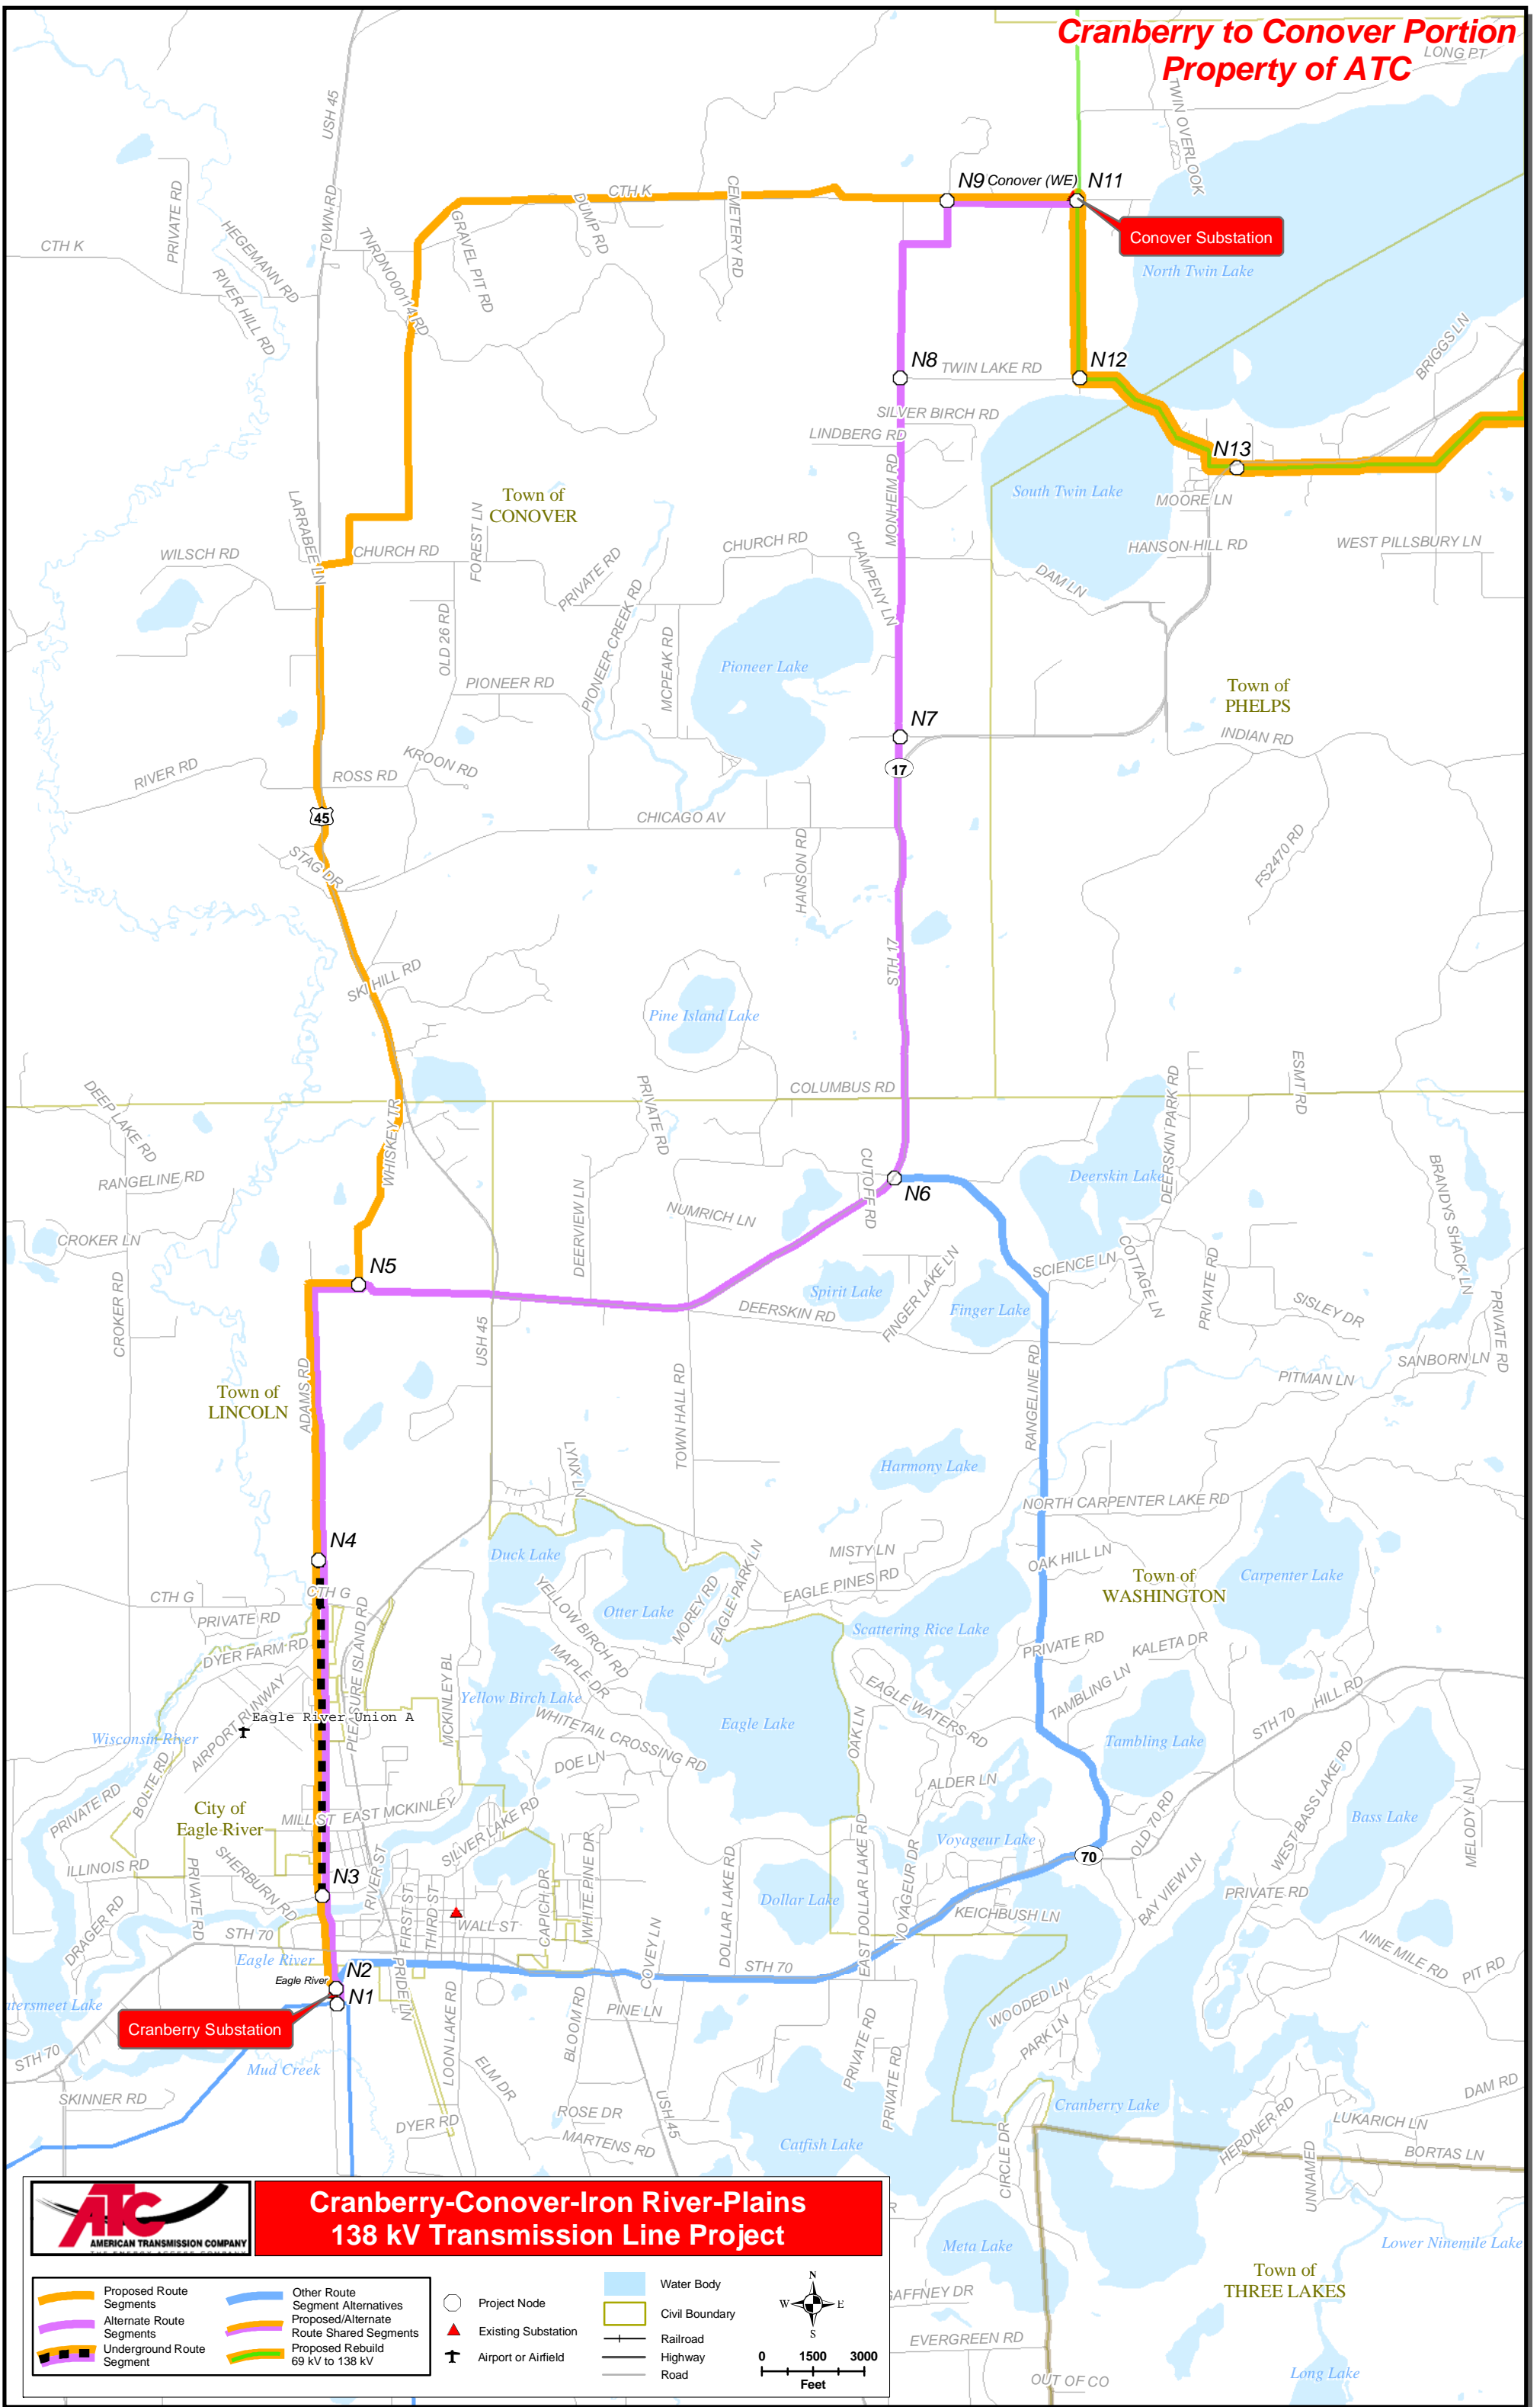 Cranberry to Conover Portion
Property of ATC
LONG PT
TWIN OVERLOOK
USH 45
TOWN RD
PRIVATE RD
HEGEMANN RD
RIVER HILL RD
CTH K
TNRDNO00114 RD
GRAVEL PIT RD
DUMP RD
CTH K
CEMETERY RD
N9
Conover (WE)
N11
Conover Substation
North Twin Lake
BRIGGS LN
N8
TWIN LAKE RD
N12
SILVER BIRCH RD
LINDBERG RD
N13
MONHEIM RD
South Twin Lake
MOORE LN
Town of
CONOVER
LARRABEE LN
WILSCH RD
CHURCH RD
FOREST LN
PRIVATE RD
CHURCH RD
CHAMPENY LN
HANSON-HILL RD
WEST PILLSBURY LN
DAM LN
OLD 26 RD
PIONEER CREEK RD
MCPEAK RD
Pioneer Lake
PIONEER RD
Town of
PHELPS
N7
INDIAN RD
17
RIVER RD
ROSS RD
KROON RD
45
CHICAGO AV
STAG DR
HANSON RD
FS2470 RD
STH 17
SKI HILL RD
Pine Island Lake
COLUMBUS RD
ESMT RD
DEERSKIN PARK RD
DEEP LAKE RD
WHISKEY TR
PRIVATE RD
RANGELINE RD
CUTOFF RD
N6
Deerskin Lake
BRANDYS SHACK LN
DEERVIEW LN
NUMRICH LN
CROKER LN
CROKER RD
N5
SCIENCE LN
COTTAGE LN
PRIVATE RD
Spirit Lake
FINGER LAKE LN
Finger Lake
DEERSKIN RD
SISLEY DR
PRIVATE RD
USH 45
ADAMS RD
TOWN HALL RD
RANGELINE RD
SANBORN LN
PITMAN LN
Town of
LINCOLN
LYNX LN
Harmony Lake
NORTH CARPENTER LAKE RD
N4
Duck Lake
MISTY LN
OAK HILL LN
Town of
WASHINGTON
Carpenter Lake
CTH G
CTH G
PRIVATE RD
EAGLE PINES RD
YELLOW BIRCH RD
Otter Lake
MOREY RD
EAGLE PARK LN
Scattering Rice Lake
PRIVATE RD
KALETA DR
DYER FARM RD
PLEASURE ISLAND RD
MAPLE DR
EAGLE WATERS RD
TAMBLING LN
AIRPORT RUNWAY
MCKINLEY BL
Yellow Birch Lake
HILL RD
STH 70
Eagle River Union A
Wisconsin River
WHITETAIL CROSSING RD
Eagle Lake
OAK LN
Tambling Lake
DOE LN
ALDER LN
BOLTE RD
PRIVATE RD
City of
Eagle River
MILL ST
EAST MCKINLEY
SILVER LAKE RD
WEST BASS LAKE RD
Bass Lake
MELODY LN
OLD 70 RD
Voyageur Lake
70
ILLINOIS RD
PRIVATE RD
SHERBURN RD
N3
RIVER ST
CAPICH DR
WHITE PINE DR
DOLLAR LAKE RD
Dollar Lake
EAST DOLLAR LAKE RD
VOYAGEUR DR
KEICHBUSH LN
BAY VIEW LN
PRIVATE RD
DRAGER RD
FIRST ST
THIRD ST
WALL ST
STH 70
COVEY LN
NINE MILE RD
PIT RD
Eagle River
Eagle River
N2
N1
PRIDE LN
STH 70
LOON LAKE RD
BLOOM RD
PINE LN
WOODED LN
PARK LN
Cranberry Substation
STH 70
Mud Creek
ELM DR
PRIVATE RD
PRIVATE RD
SKINNER RD
DYER RD
ROSE DR
USH 45
MARTENS RD
Cranberry Lake
DAM RD
LUKARICH LN
HERDNER RD
BORTAS LN
Catfish Lake
CIRCLE DR
UNNAMED
Meta Lake
Lower Ninemile Lake
Town of
THREE LAKES
EVERGREEN RD
OUT OF CO
Long Lake
ATC
AMERICAN TRANSMISSION COMPANY
Cranberry-Conover-Iron River-Plains
138 kV Transmission Line Project
Proposed Route
Segments
Alternate Route
Segments
Underground Route
Segment
Other Route
Segment Alternatives
Proposed/Alternate
Route Shared Segments
Proposed Rebuild
69 kV to 138 kV
Project Node
Existing Substation
Airport or Airfield
Water Body
Civil Boundary
Railroad
Highway
Road
N
W
E
S
0 1500 3000
Feet